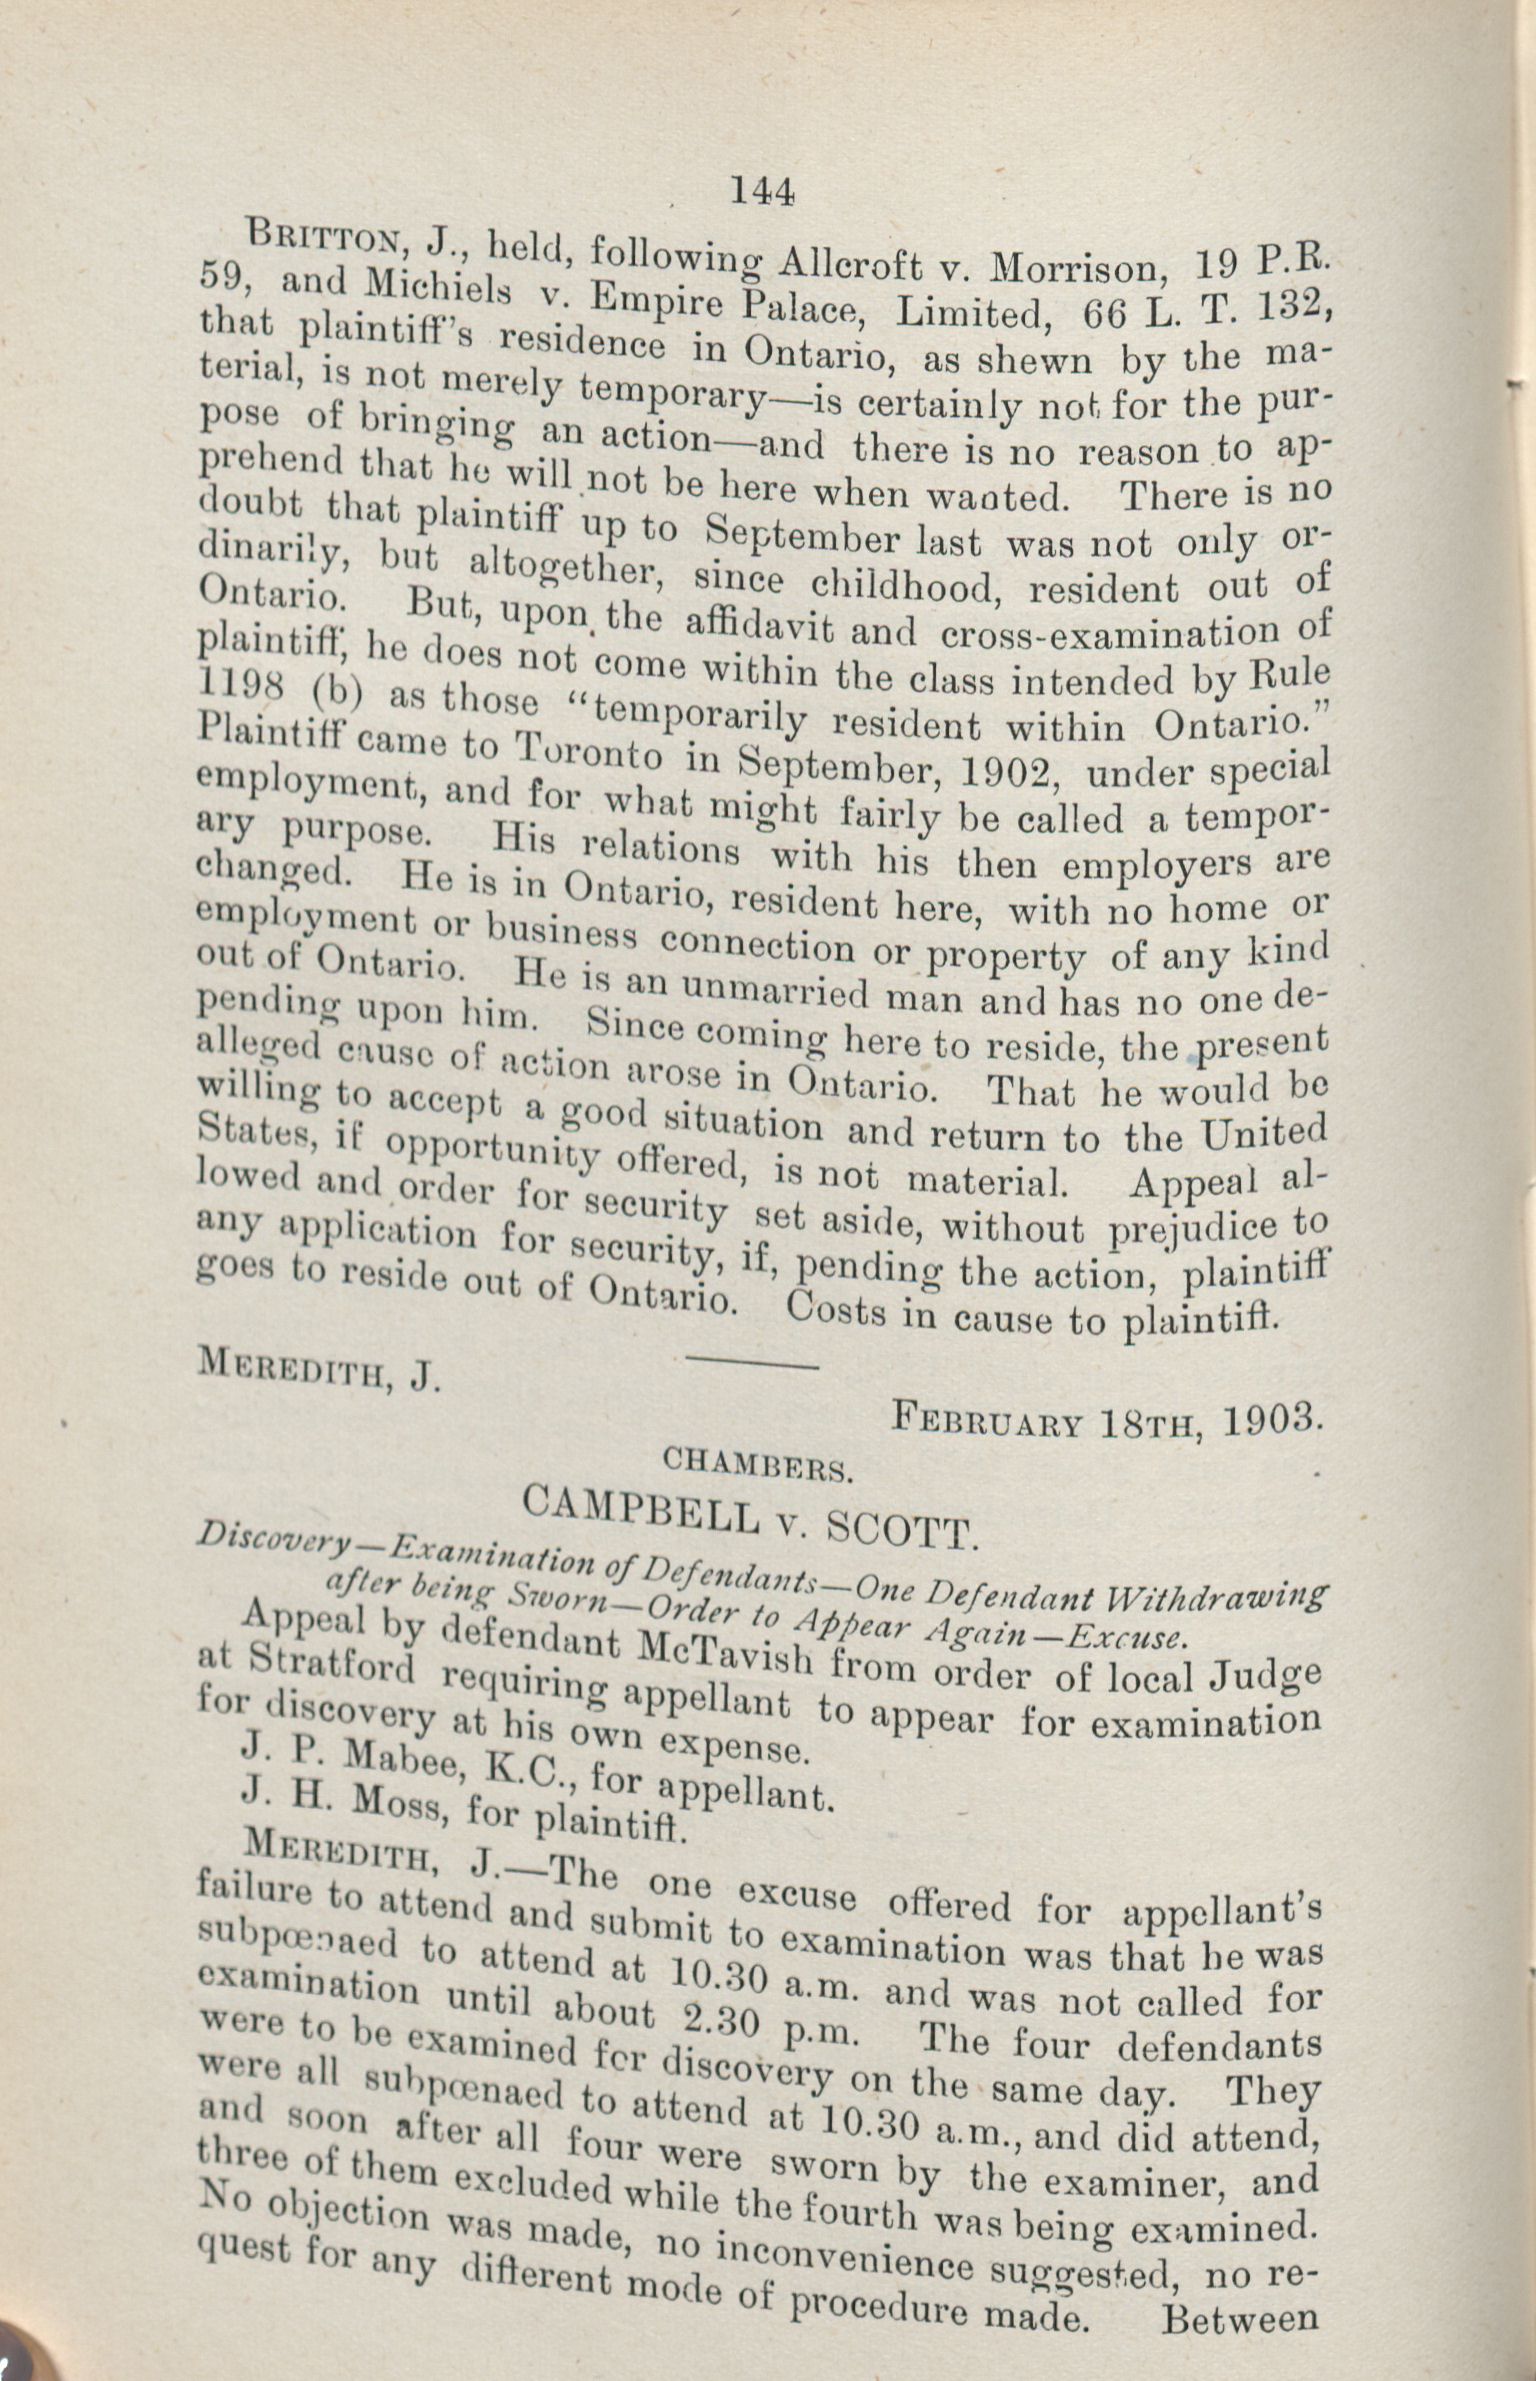 144
BRITTON, J., held, following Allcroft v. Morrison, 19 P.R.
59, and Michiels v. Empire Palace, Limited, 66 L. T. 132,
that plaintiff's residence in Ontario, as shewn by the ma-
terial, is not merely temporary—is certainly not for the pur-
pose of bringing an action—and there is no reason to ap-
prehend that he will not be here when wanted. There is no
doubt that plaintiff up to September last was not only or-
dinarily, but altogether, since childhood, resident out of
Ontario. But, upon the affidavit and cross-examination of
plaintiff, he does not come within the class intended by Rule
1198 (b) as those "temporarily resident within Ontario."
Plaintiff came to Toronto in September, 1902, under special
employment, and for what might fairly be called a tempor-
ary purpose. His relations with his then employers are
changed. He is in Ontario, resident here, with no home or
employment or business connection or property of any kind
out of Ontario. He is an unmarried man and has no one de-
pending upon him. Since coming here to reside, the present
alleged cause of action arose in Ontario. That he would be
willing to accept a good situation and return to the United
States, if opportunity offered, is not material. Appeal al-
lowed and order for security set aside, without prejudice to
any application for security, if, pending the action, plaintiff
goes to reside out of Ontario. Costs in cause to plaintiff.
MEREDITH, J.
FEBRUARY 18TH, 1903.
CHAMBERS.
CAMPBELL v. SCOTT.
Discovery—Examination of Defendants—One Defendant Withdrawing
after being Sworn—Order to Appear Again—Excuse.
Appeal by defendant McTavish from order of local Judge
at Stratford requiring appellant to appear for examination
for discovery at his own expense.
J. P. Mabee, K.C., for appellant.
J. H. Moss, for plaintiff.
MEREDITH, J.—The one excuse offered for appellant's
failure to attend and submit to examination was that he was
subpœnaed to attend at 10.30 a.m. and was not called for
examination until about 2.30 p.m. The four defendants
were to be examined for discovery on the same day. They
were all subpœnaed to attend at 10.30 a.m., and did attend,
and soon after all four were sworn by the examiner, and
three of them excluded while the fourth was being examined.
No objection was made, no inconvenience suggested, no re-
quest for any different mode of procedure made. Between